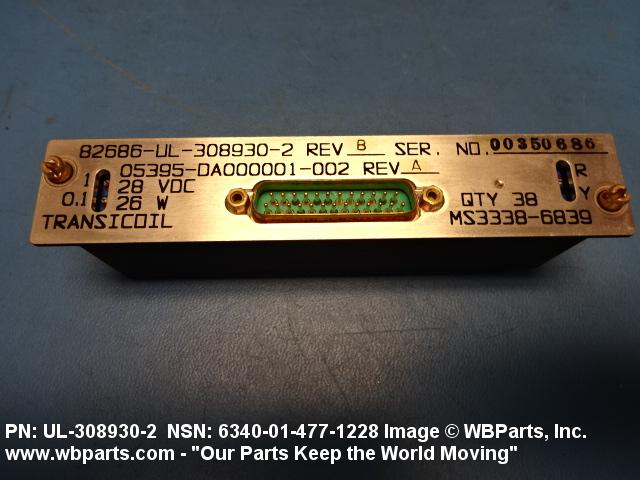 82686-UL-308930-2 REV B SER. NO. 00350686
05395-DA000001-002 REV A
1 28 VDC
0.1 26 W
TRANSICOIL
R
QTY 38 Y
MS3338-6839
PN: UL-308930-2 NSN: 6340-01-477-1228 Image © WBParts, Inc.
www.wbparts.com - "Our Parts Keep the World Moving"